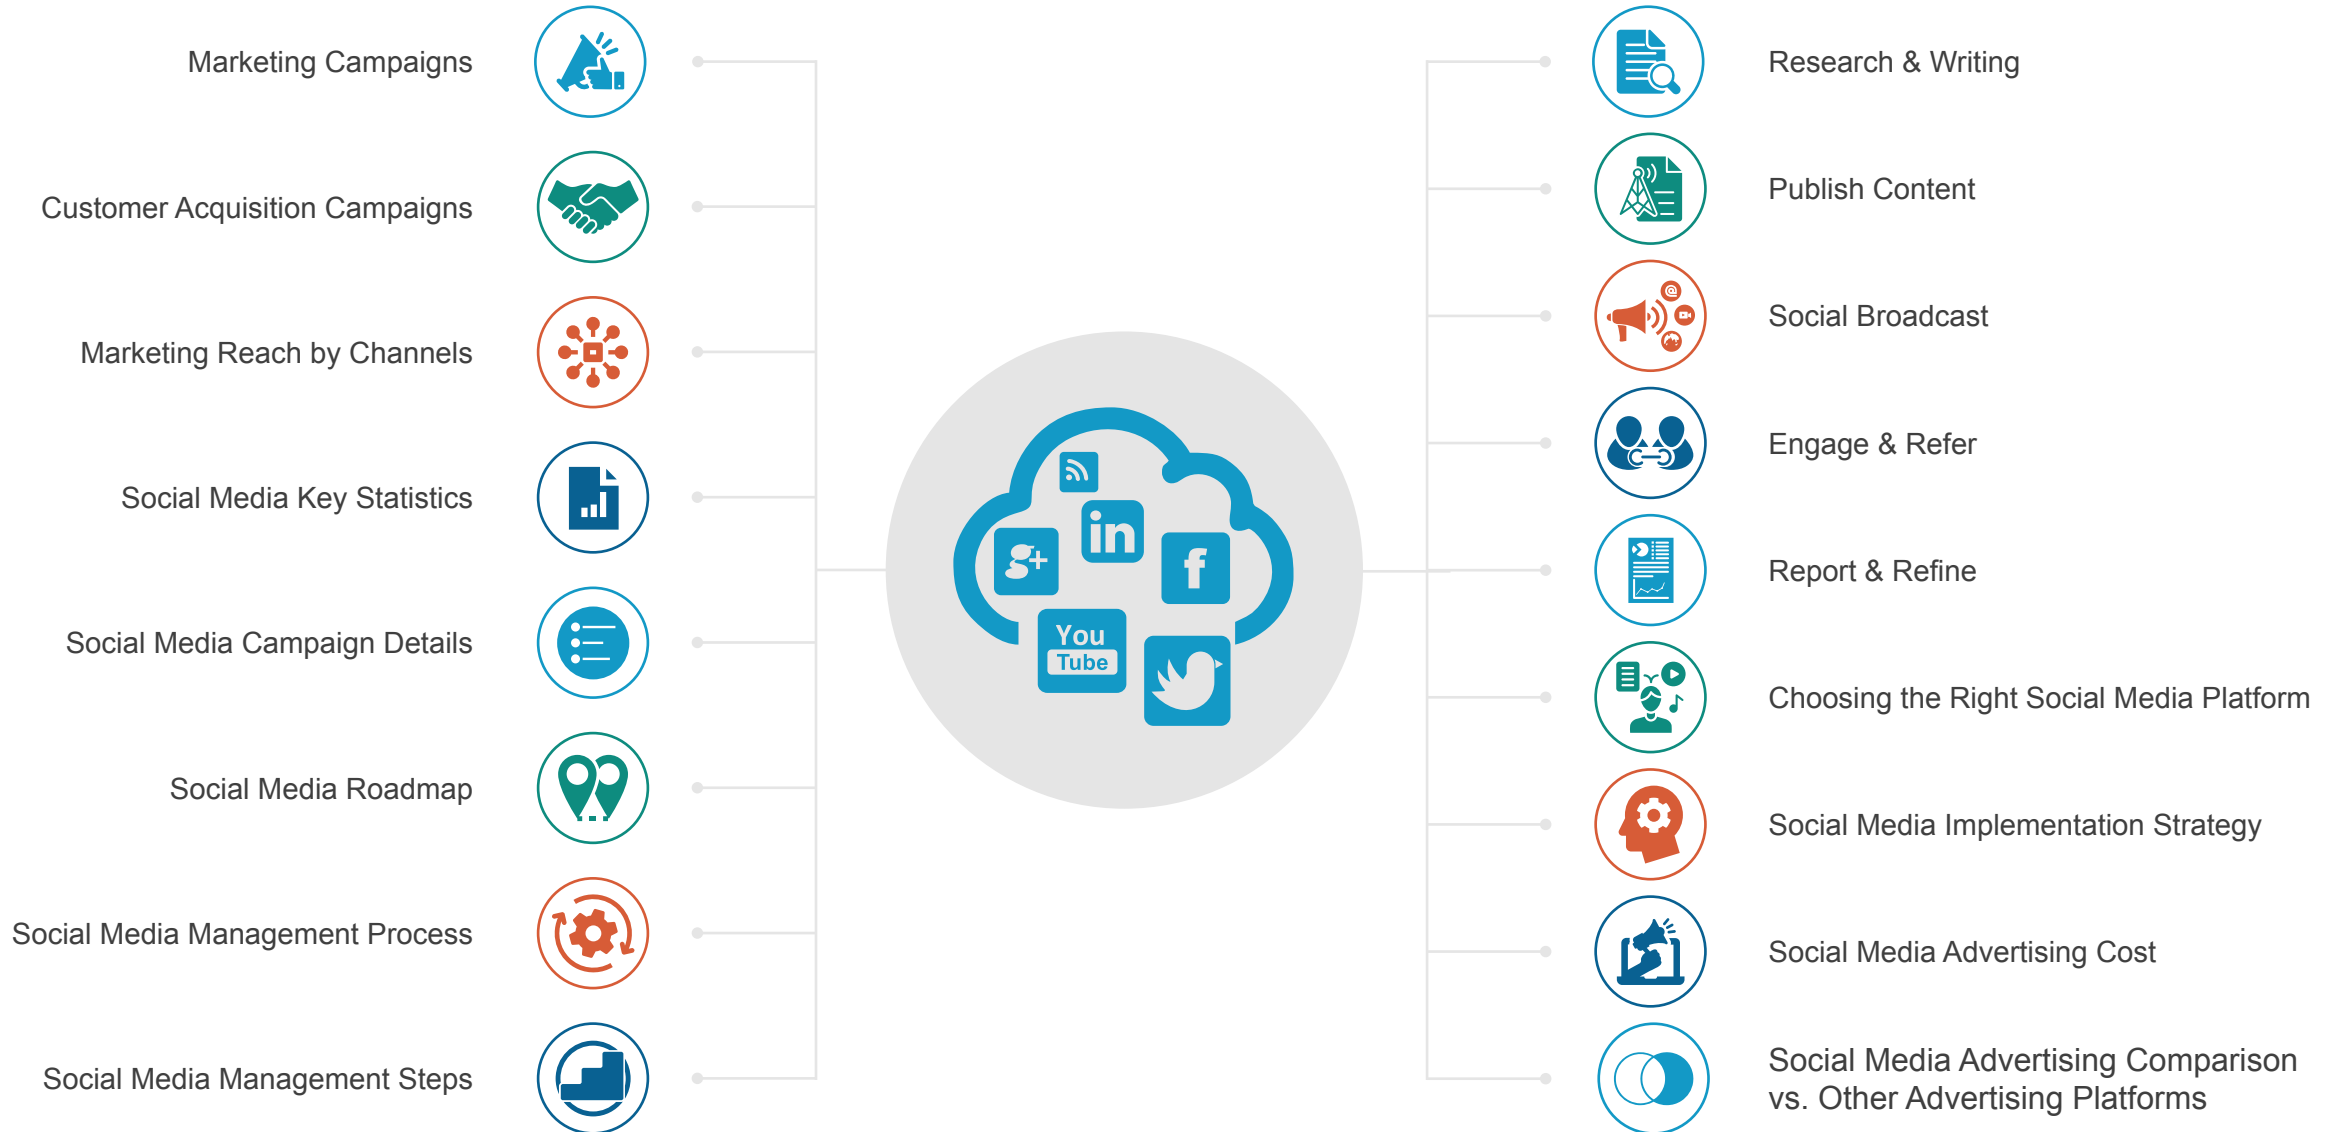 Marketing Campaigns
Customer Acquisition Campaigns
Marketing Reach by Channels
Social Media Key Statistics
Social Media Campaign Details
Social Media Roadmap
Social Media Management Process
Social Media Management Steps
in
g+
f
You
Tube
Research & Writing
Publish Content
Social Broadcast
@
Engage & Refer
Report & Refine
Choosing the Right Social Media Platform
Social Media Implementation Strategy
Social Media Advertising Cost
Social Media Advertising Comparison
vs. Other Advertising Platforms